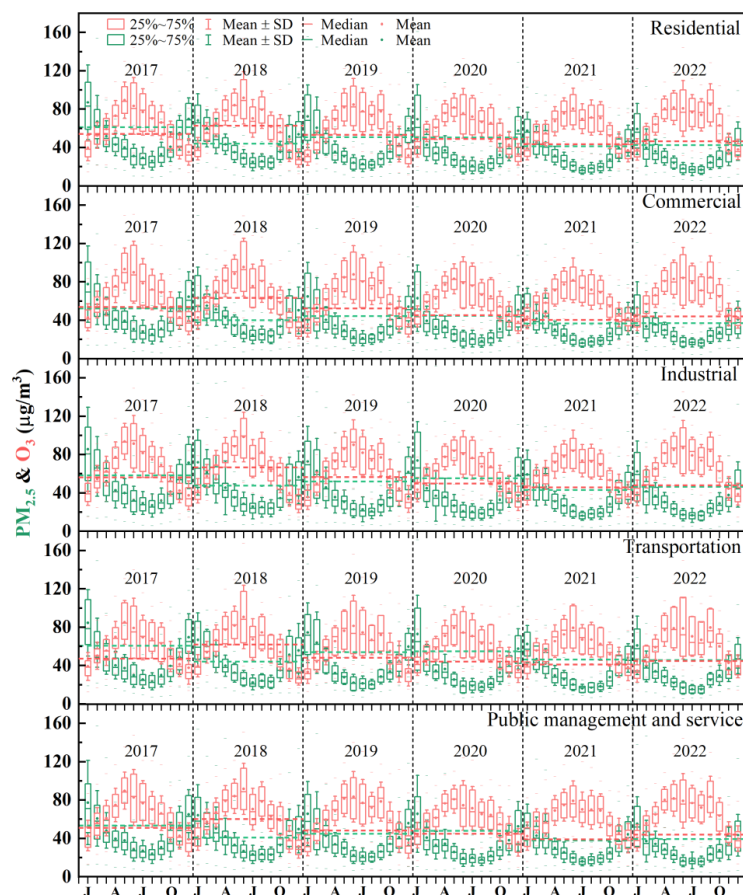 25%~75% Mean ± SD Median Mean
25%~75% Mean ± SD Median Mean
PM2.5 & O3 (μg/m³)
Residential
160
120
80
40
0
2017 2018 2019 2020 2021 2022
Commercial
160
120
80
40
0
2017 2018 2019 2020 2021 2022
Industrial
160
120
80
40
0
2017 2018 2019 2020 2021 2022
Transportation
160
120
80
40
0
2017 2018 2019 2020 2021 2022
Public management and service
160
120
80
40
0
2017 2018 2019 2020 2021 2022
J A J O J A J O J A J O J A J O J A J O J A J O